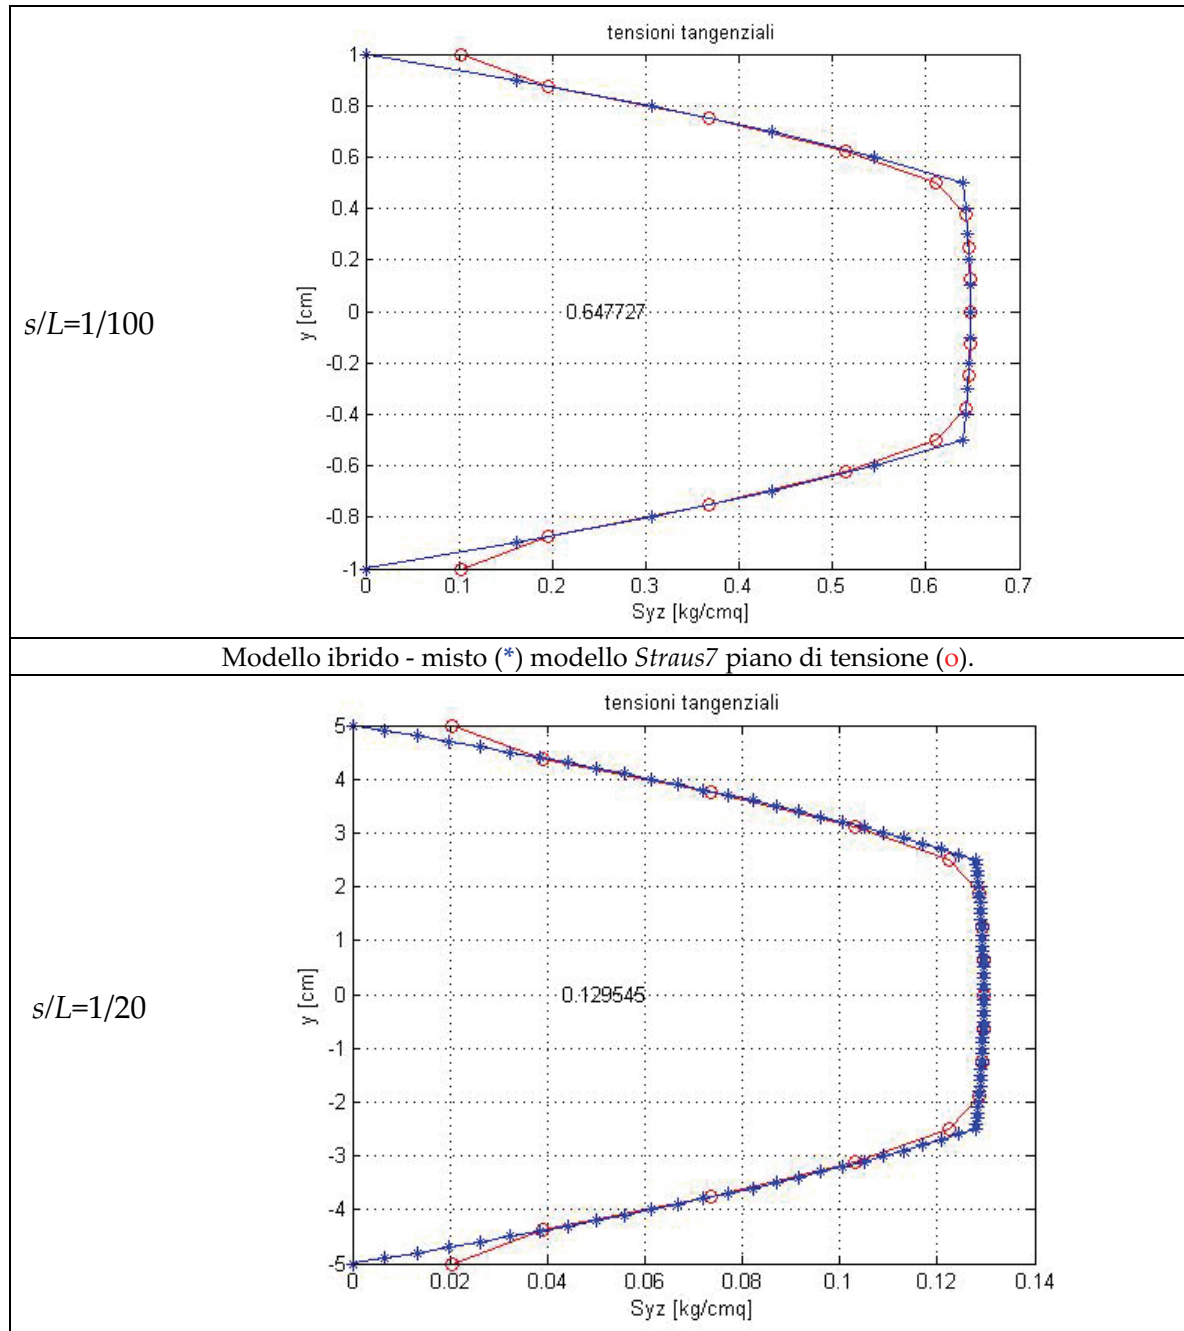 tensioni tangenziali
1
0.8
0.6
0.4
0.2
0
-0.2
-0.4
-0.6
-0.8
-1
y [cm]
0.647727
0 0.1 0.2 0.3 0.4 0.5 0.6 0.7
Syz [kg/cmq]
s/L=1/100
Modello ibrido - misto (*) modello Straus7 piano di tensione (o).
tensioni tangenziali
5
4
3
2
1
0
-1
-2
-3
-4
-5
y [cm]
0.129545
0 0.02 0.04 0.06 0.08 0.1 0.12 0.14
Syz [kg/cmq]
s/L=1/20